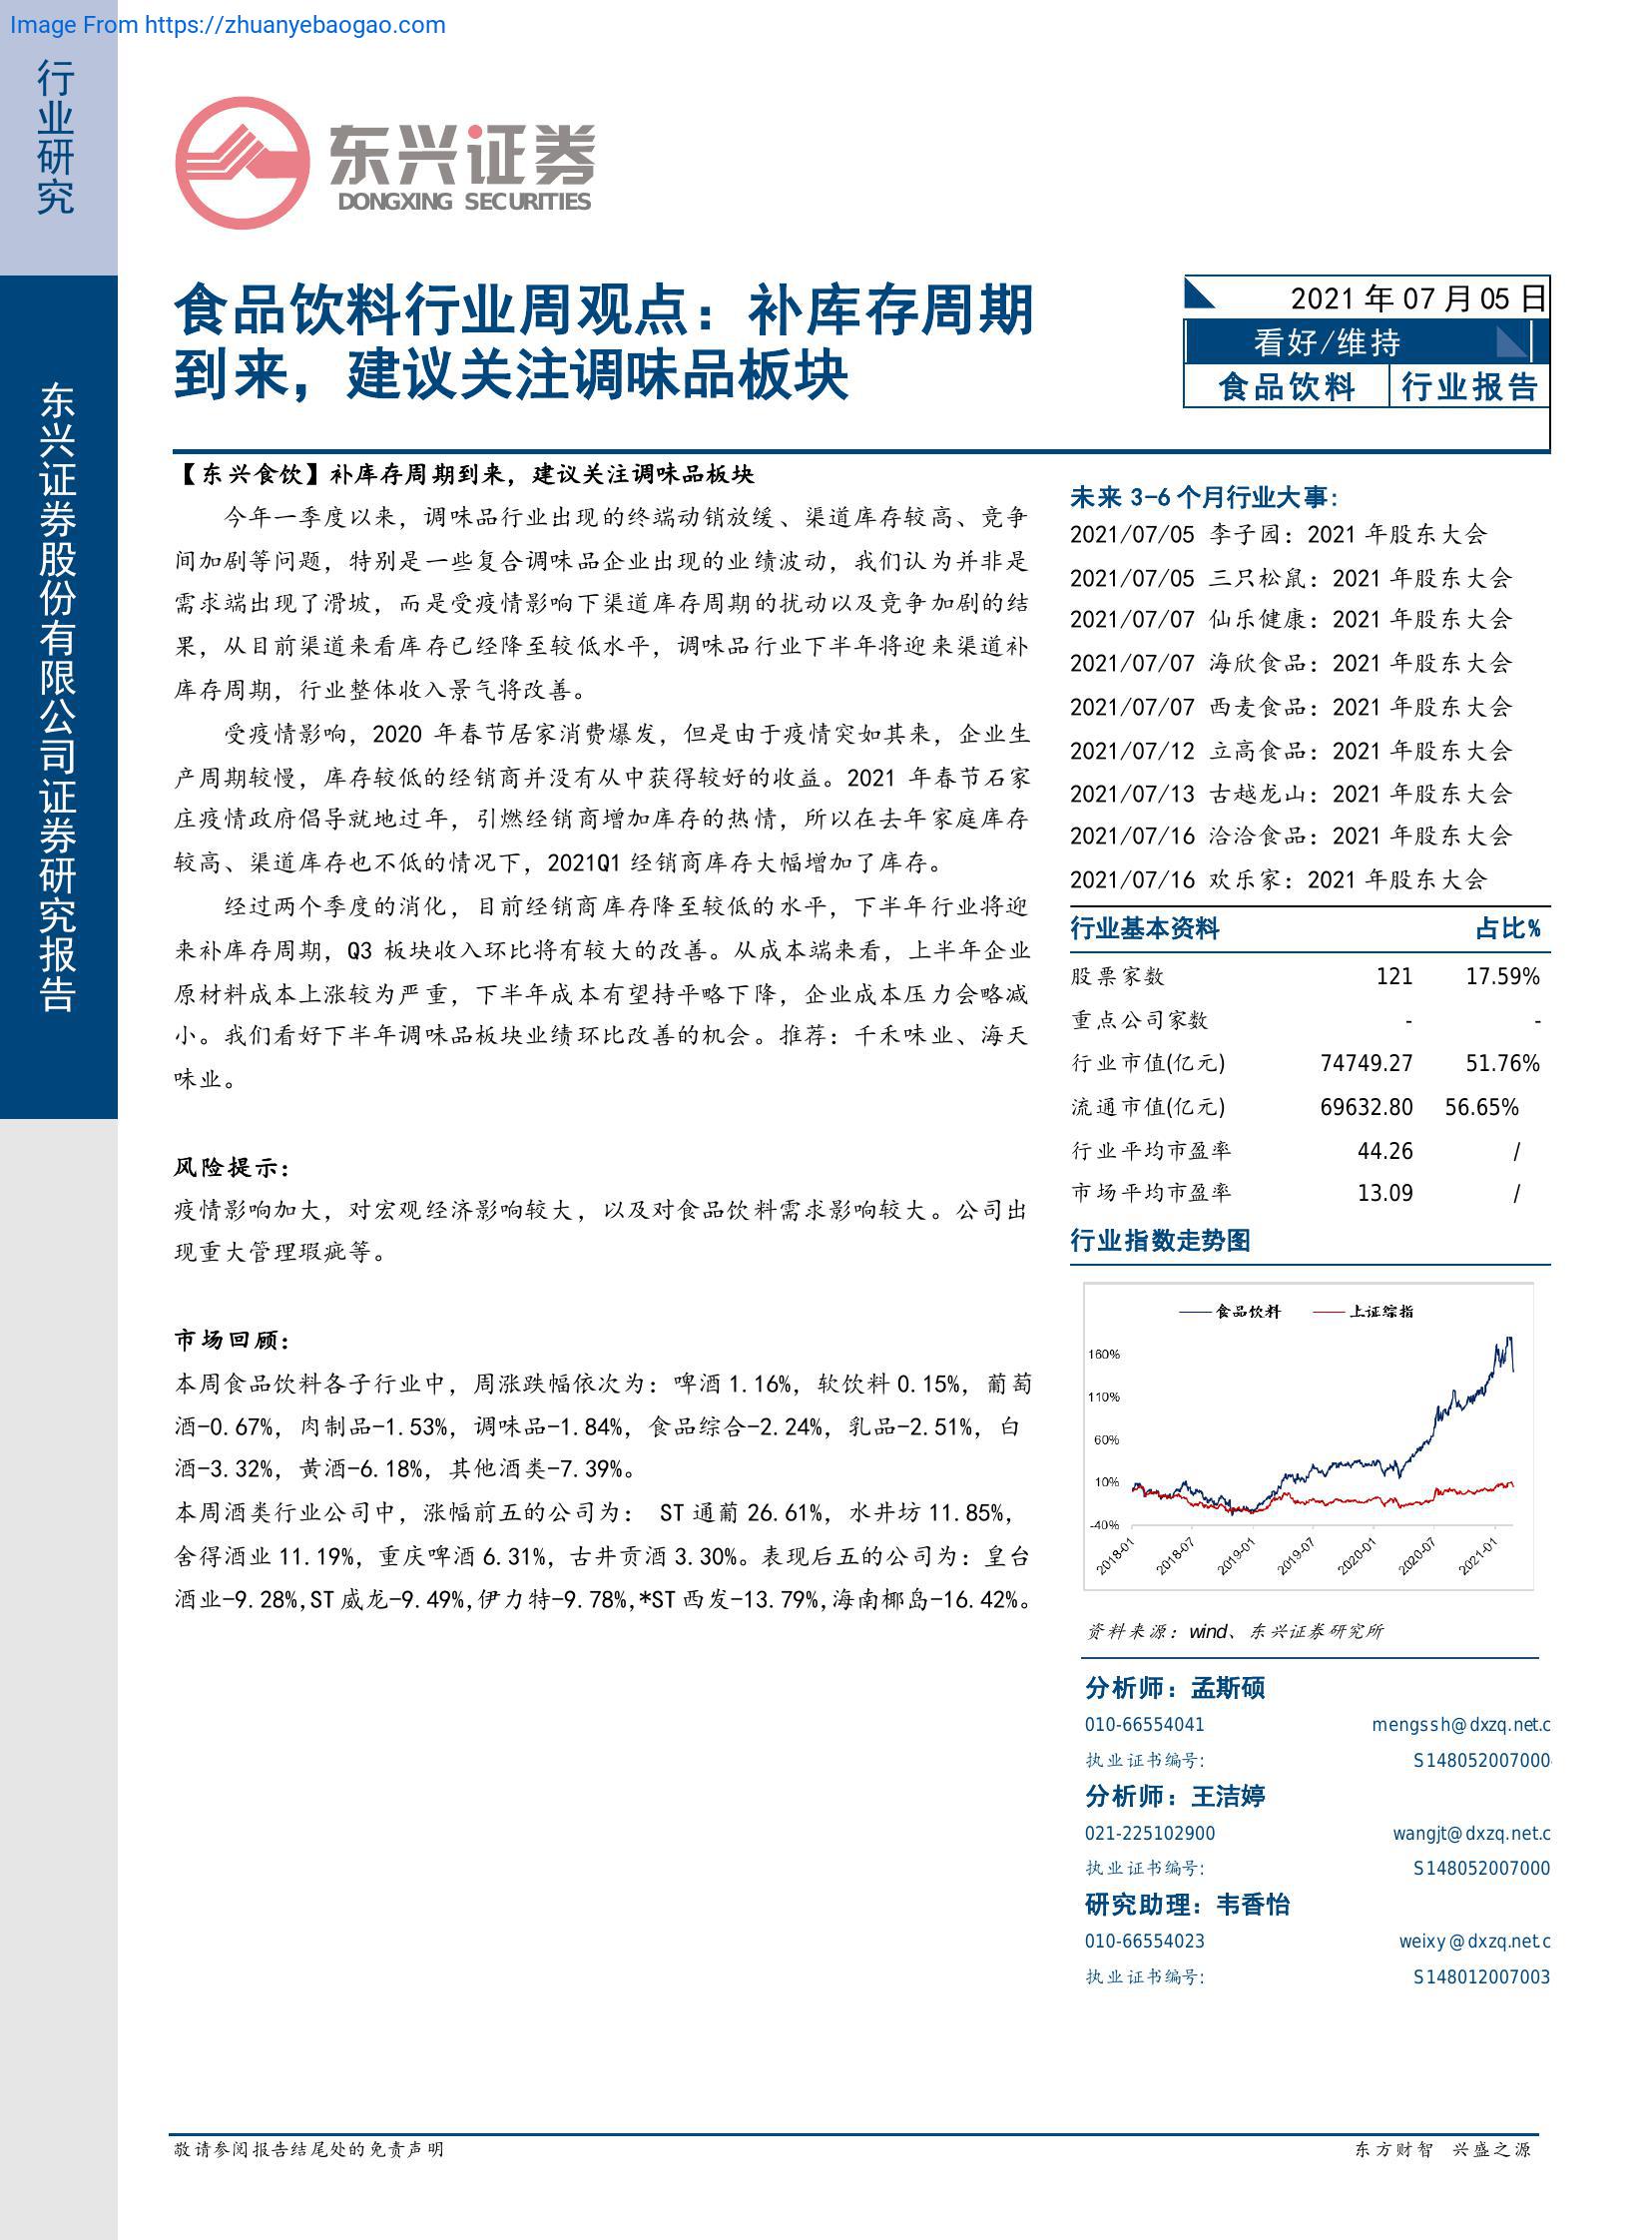 Image From https://zhuanyebaogao.com
行业研究
东兴证券股份有限公司证券研究报告
东兴证券
DONGXING SECURITIES
食品饮料行业周观点：补库存周期
到来，建议关注调味品板块
2021 年 07 月 05 日
看好/维持
食品饮料 行业报告
【东兴食饮】补库存周期到来，建议关注调味品板块
今年一季度以来，调味品行业出现的终端动销放缓、渠道库存较高、竞争
间加剧等问题，特别是一些复合调味品企业出现的业绩波动，我们认为并非是
需求端出现了滑坡，而是受疫情影响下渠道库存周期的扰动以及竞争加剧的结
果，从目前渠道来看库存已经降至较低水平，调味品行业下半年将迎来渠道补
库存周期，行业整体收入景气将改善。
受疫情影响，2020 年春节居家消费爆发，但是由于疫情突如其来，企业生
产周期较慢，库存较低的经销商并没有从中获得较好的收益。2021 年春节石家
庄疫情政府倡导就地过年，引燃经销商增加库存的热情，所以在去年家庭库存
较高、渠道库存也不低的情况下，2021Q1 经销商库存大幅增加了库存。
经过两个季度的消化，目前经销商库存降至较低的水平，下半年行业将迎
来补库存周期，Q3 板块收入环比将有较大的改善。从成本端来看，上半年企业
原材料成本上涨较为严重，下半年成本有望持平略下降，企业成本压力会略减
小。我们看好下半年调味品板块业绩环比改善的机会。推荐：千禾味业、海天
味业。
风险提示：
疫情影响加大，对宏观经济影响较大，以及对食品饮料需求影响较大。公司出
现重大管理瑕疵等。
市场回顾：
本周食品饮料各子行业中，周涨跌幅依次为：啤酒 1.16%，软饮料 0.15%，葡萄
酒-0.67%，肉制品-1.53%，调味品-1.84%，食品综合-2.24%，乳品-2.51%，白
酒-3.32%，黄酒-6.18%，其他酒类-7.39%。
本周酒类行业公司中，涨幅前五的公司为： ST 通葡 26.61%，水井坊 11.85%，
舍得酒业 11.19%，重庆啤酒 6.31%，古井贡酒 3.30%。表现后五的公司为：皇台
酒业-9.28%,ST 威龙-9.49%,伊力特-9.78%,*ST 西发-13.79%,海南椰岛-16.42%。
未来 3-6 个月行业大事:
2021/07/05 李子园：2021 年股东大会
2021/07/05 三只松鼠：2021 年股东大会
2021/07/07 仙乐健康：2021 年股东大会
2021/07/07 海欣食品：2021 年股东大会
2021/07/07 西麦食品：2021 年股东大会
2021/07/12 立高食品：2021 年股东大会
2021/07/13 古越龙山：2021 年股东大会
2021/07/16 洽洽食品：2021 年股东大会
2021/07/16 欢乐家：2021 年股东大会
行业基本资料 占比%
股票家数 121 17.59%
重点公司家数 - -
行业市值(亿元) 74749.27 51.76%
流通市值(亿元) 69632.80 56.65%
行业平均市盈率 44.26 /
市场平均市盈率 13.09 /
行业指数走势图
食品饮料 上证综指
160%
110%
60%
10%
-40%
2018-01 2018-07 2019-01 2019-07 2020-01 2020-07 2021-01
资料来源：wind、东兴证券研究所
分析师：孟斯硕
010-66554041 mengssh@dxzq.net.c
执业证书编号: S148052007000
分析师：王洁婷
021-225102900 wangjt@dxzq.net.c
执业证书编号: S148052007000
研究助理：韦香怡
010-66554023 weixy@dxzq.net.c
执业证书编号: S148012007003
敬请参阅报告结尾处的免责声明
东方财智 兴盛之源